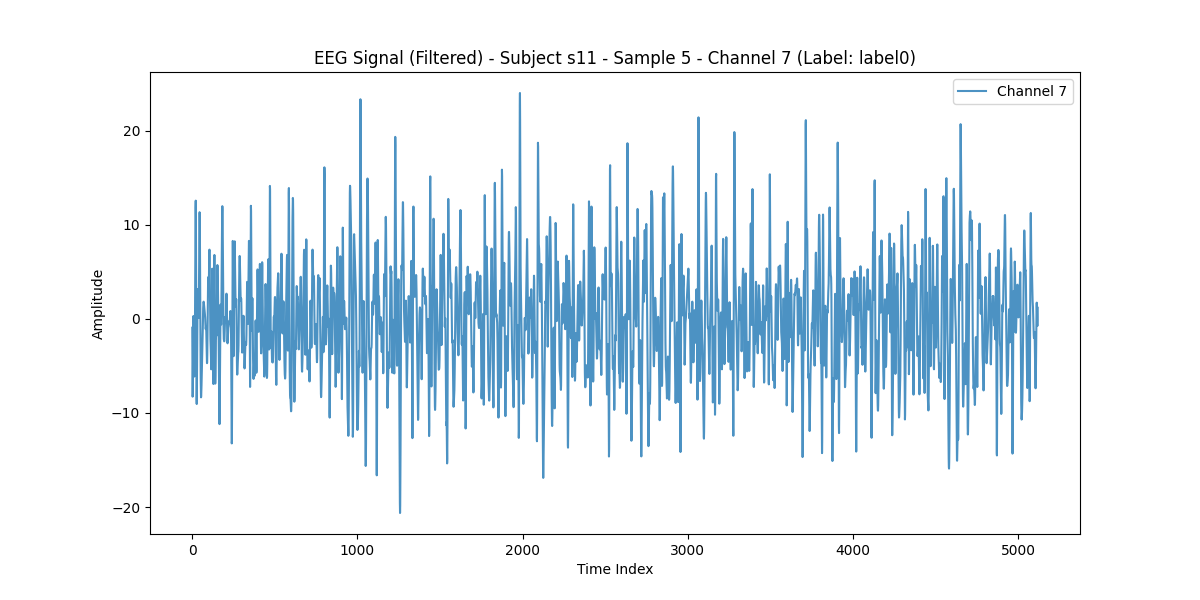 EEG Signal (Filtered) - Subject s11 - Sample 5 - Channel 7 (Label: label0)
Channel 7
20
10
0
−10
−20
Amplitude
0 1000 2000 3000 4000 5000
Time Index